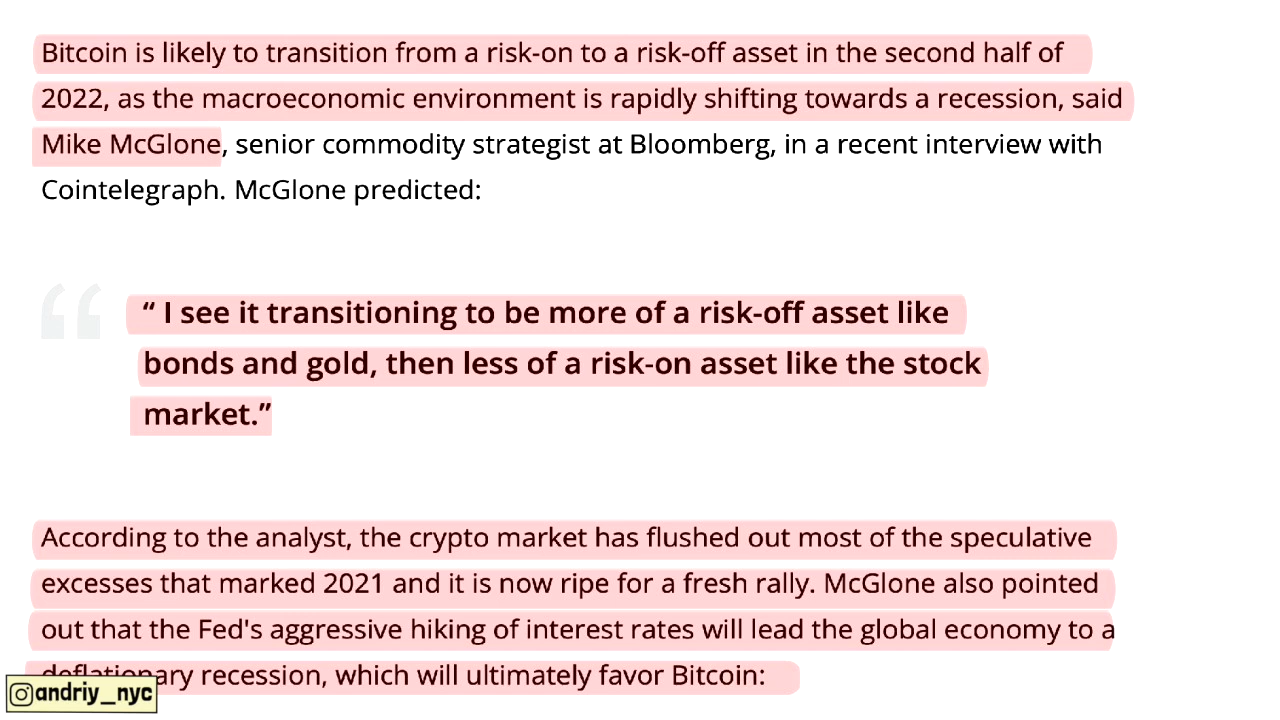 Bitcoin is likely to transition from a risk-on to a risk-off asset in the second half of
2022, as the macroeconomic environment is rapidly shifting towards a recession, said
Mike McGlone, senior commodity strategist at Bloomberg, in a recent interview with
Cointelegraph. McGlone predicted:
“ I see it transitioning to be more of a risk-off asset like
bonds and gold, then less of a risk-on asset like the stock
market.”
According to the analyst, the crypto market has flushed out most of the speculative
excesses that marked 2021 and it is now ripe for a fresh rally. McGlone also pointed
out that the Fed's aggressive hiking of interest rates will lead the global economy to a
deflationary recession, which will ultimately favor Bitcoin:
andriy_nyc